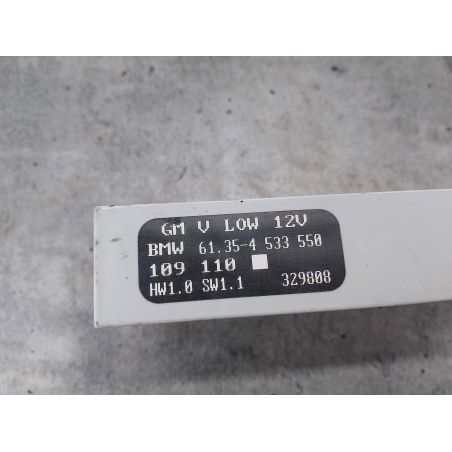 GM V LOW 12V
BMW 61.35-4 533 550
109 110
HW1.0 SW1.1 329808